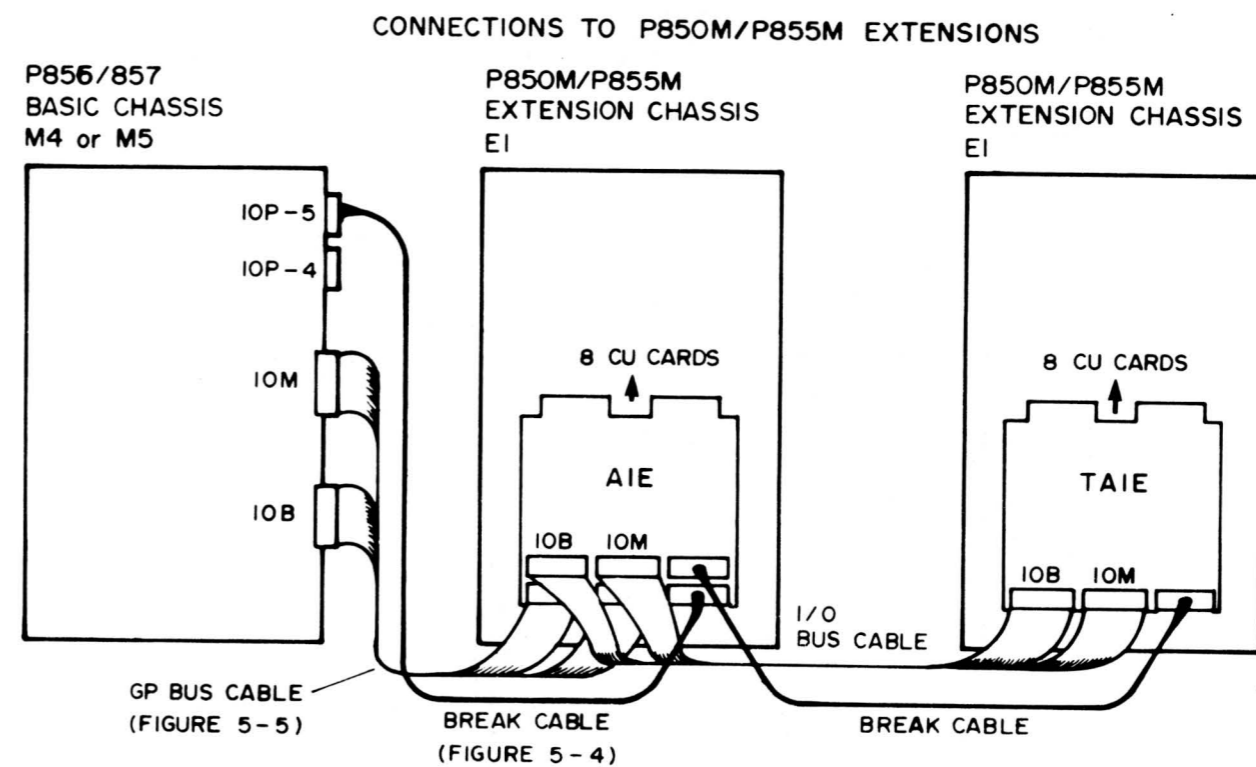 CONNECTIONS TO P850M/P855M EXTENSIONS
P856/857
BASIC CHASSIS
M4 or M5
P850M/P855M
EXTENSION CHASSIS
E1
P850M/P855M
EXTENSION CHASSIS
E1
IOP-5
IOP-4
IOM
IOB
8 CU CARDS
AIE
IOB IOM
8 CU CARDS
TAIE
IOB IOM
I/O
BUS CABLE
GP BUS CABLE
(FIGURE 5-5)
BREAK CABLE
(FIGURE 5-4)
BREAK CABLE